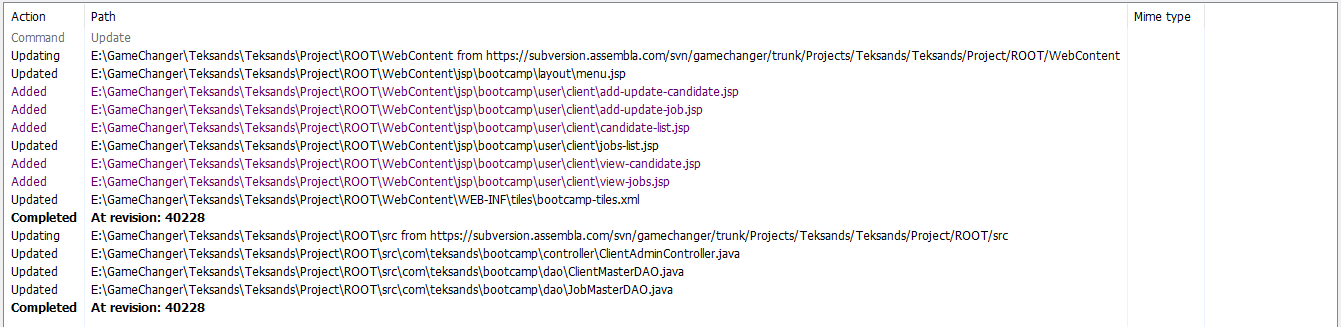 Action Path Mime type
Command Update
Updating E:\GameChanger\Teksands\Teksands\Project\ROOT\WebContent from https://subversion.assembla.com/svn/gamechanger/trunk/Projects/Teksands/Teksands/Project/ROOT/WebContent
Updated E:\GameChanger\Teksands\Teksands\Project\ROOT\WebContent\jsp\bootcamp\layout\menu.jsp
Added E:\GameChanger\Teksands\Teksands\Project\ROOT\WebContent\jsp\bootcamp\user\client\add-update-candidate.jsp
Added E:\GameChanger\Teksands\Teksands\Project\ROOT\WebContent\jsp\bootcamp\user\client\add-update-job.jsp
Added E:\GameChanger\Teksands\Teksands\Project\ROOT\WebContent\jsp\bootcamp\user\client\candidate-list.jsp
Updated E:\GameChanger\Teksands\Teksands\Project\ROOT\WebContent\jsp\bootcamp\user\client\jobs-list.jsp
Added E:\GameChanger\Teksands\Teksands\Project\ROOT\WebContent\jsp\bootcamp\user\client\view-candidate.jsp
Added E:\GameChanger\Teksands\Teksands\Project\ROOT\WebContent\jsp\bootcamp\user\client\view-jobs.jsp
Updated E:\GameChanger\Teksands\Teksands\Project\ROOT\WebContent\WEB-INF\tiles\bootcamp-tiles.xml
Completed At revision: 40228
Updating E:\GameChanger\Teksands\Teksands\Project\ROOT\src from https://subversion.assembla.com/svn/gamechanger/trunk/Projects/Teksands/Teksands/Project/ROOT/src
Updated E:\GameChanger\Teksands\Teksands\Project\ROOT\src\com\teksands\bootcamp\controller\ClientAdminController.java
Updated E:\GameChanger\Teksands\Teksands\Project\ROOT\src\com\teksands\bootcamp\dao\ClientMasterDAO.java
Updated E:\GameChanger\Teksands\Teksands\Project\ROOT\src\com\teksands\bootcamp\dao\JobMasterDAO.java
Completed At revision: 40228